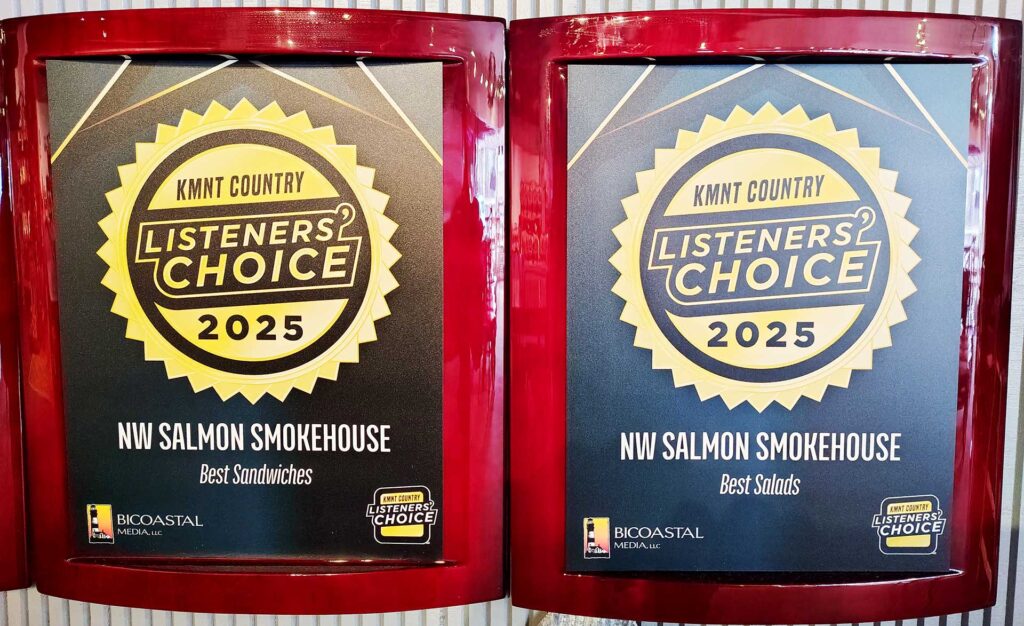 KMNT COUNTRY
LISTENERS'
CHOICE
2025
NW SALMON SMOKEHOUSE
Best Sandwiches
BICOASTAL
MEDIA, LLC
KMNT COUNTRY
LISTENERS'
CHOICE
KMNT COUNTRY
LISTENERS'
CHOICE
2025
NW SALMON SMOKEHOUSE
Best Salads
BICOASTAL
MEDIA, LLC
KMNT COUNTRY
LISTENERS'
CHOICE